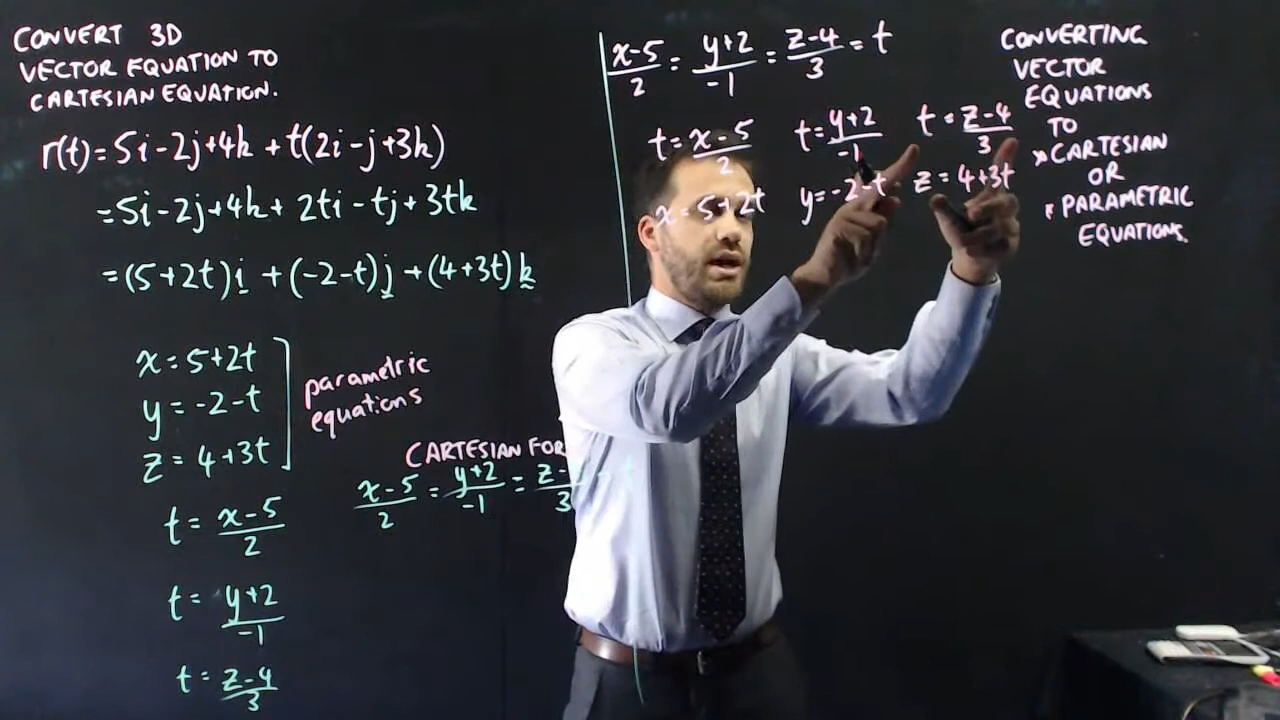 CONVERT 3D
VECTOR EQUATION TO
CARTESIAN EQUATION.
r(t)=5i-2j+4k+t(2i-j+3k)
=5i-2j+4k+2ti-tj+3tk
=(5+2t)i+(-2-t)j+(4+3t)k
x=5+2t
y=-2-t
z=4+3t
parametric
equations
CARTESIAN
(x-5)/2=(y+2)/-1=
t=(x-5)/2
t=(y+2)/-1
t=(z-4)/3
(x-5)/2=(y+2)/-1=(z-4)/3=t
t=(x-5)/2 t=(y+2)/-1 t=(z-4)/3
x=5+2t y=-2-t z=4+3t
CONVERTING
VECTOR
EQUATIONS
TO
*CARTESIAN
OR
*PARAMETRIC
EQUATIONS.